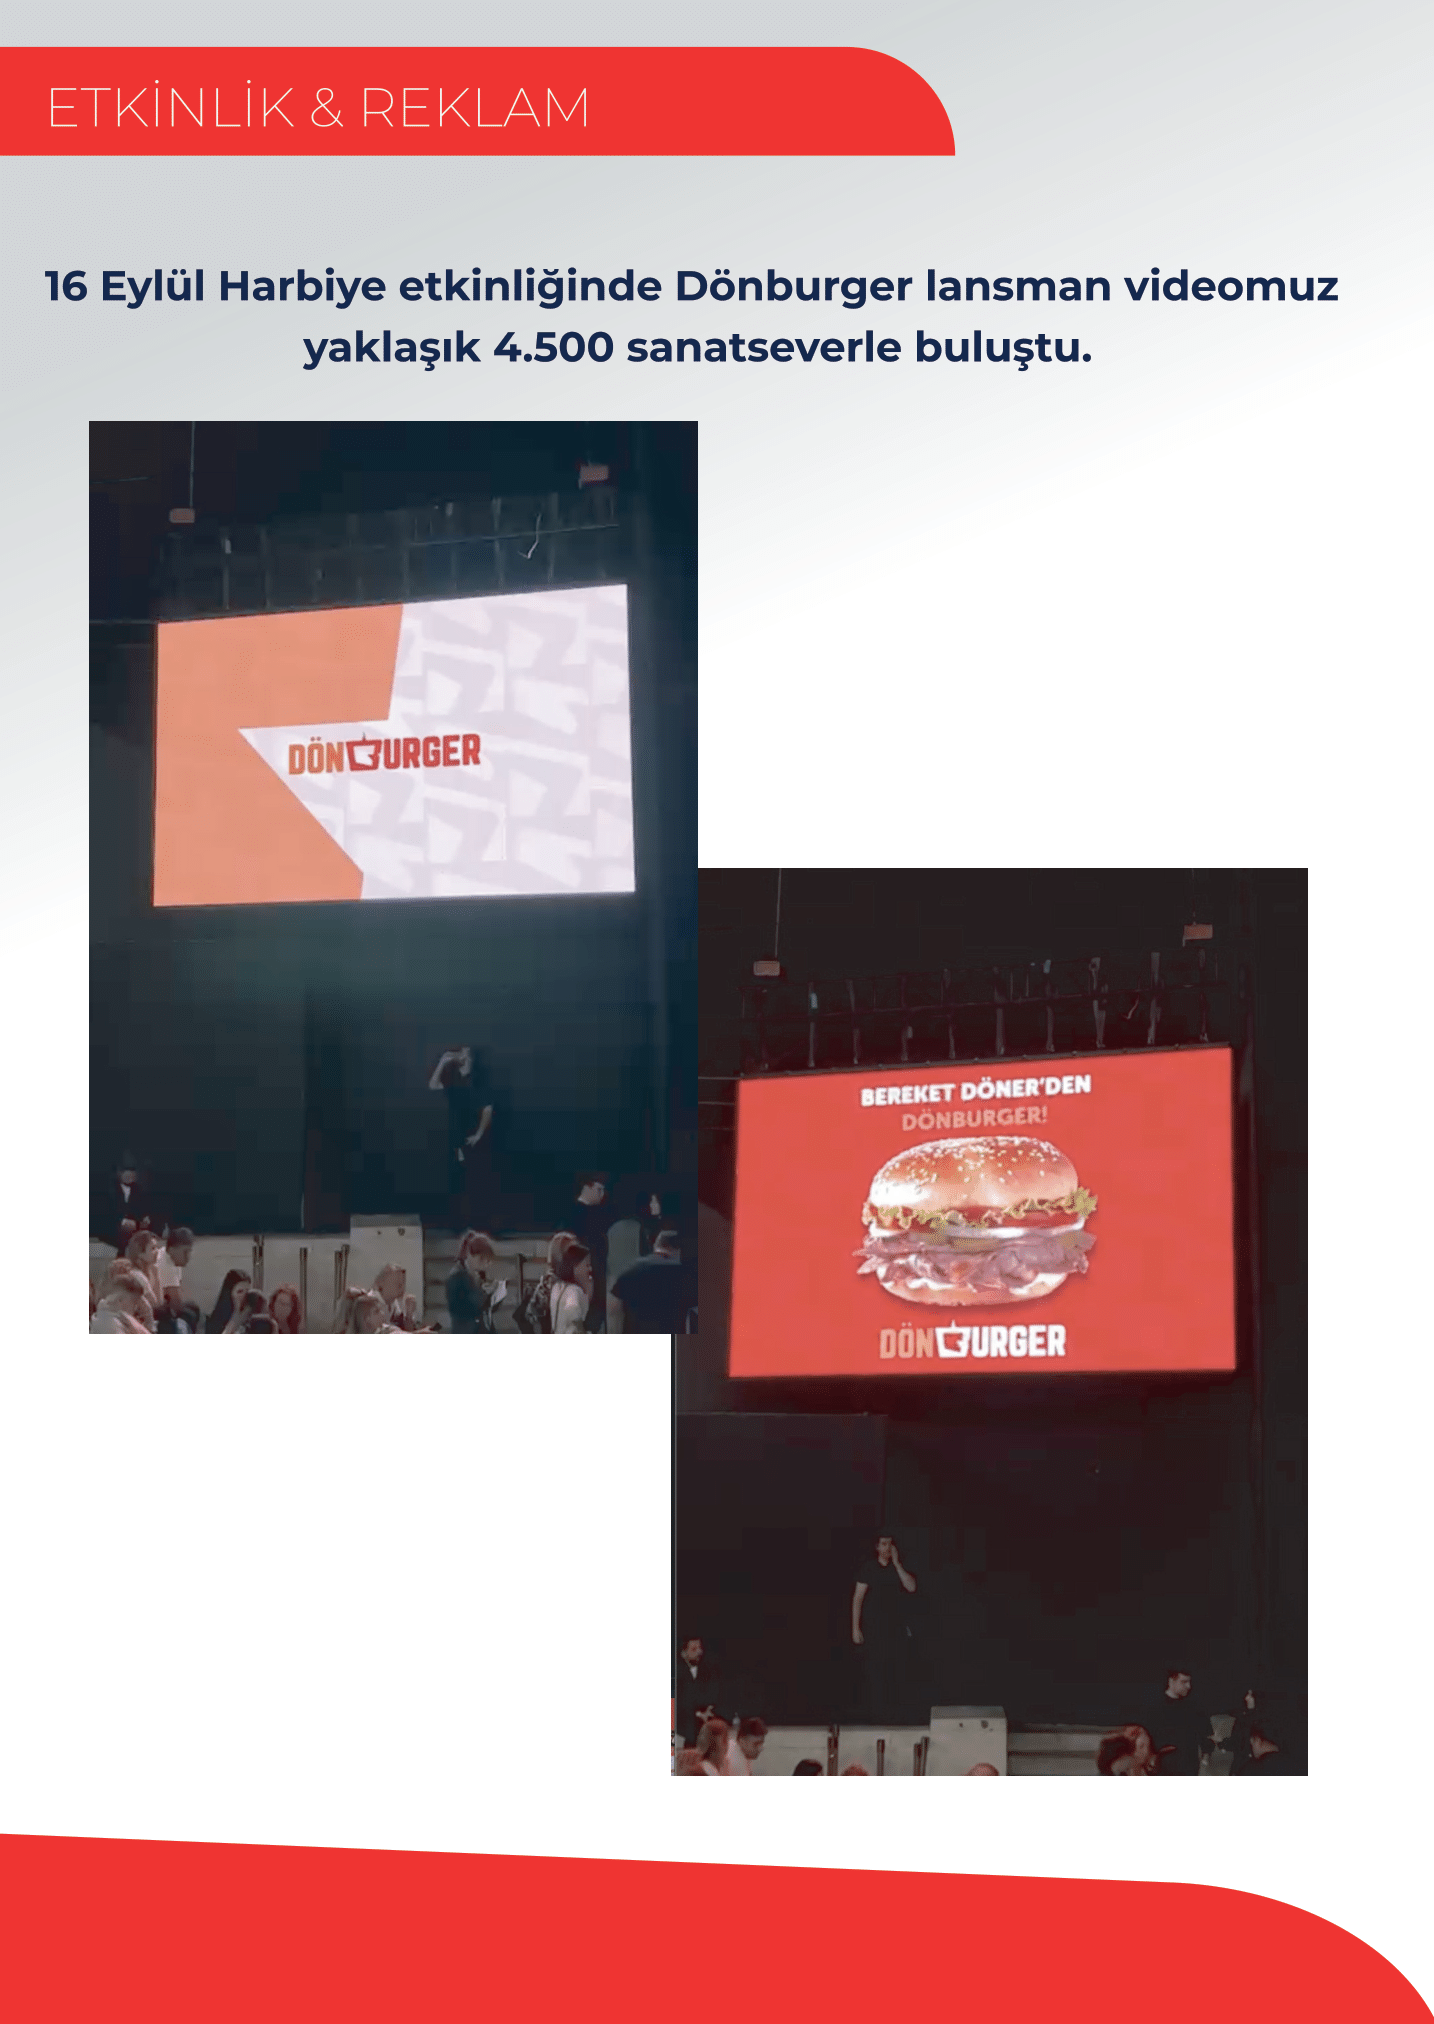 ETKİNLİK & REKLAM
16 Eylül Harbiye etkinliğinde Dönburger lansman videomuz
yaklaşık 4.500 sanatseverle buluştu.
DÖNBURGER
BEREKET DÖNER'DEN
DÖNBURGER!
DÖNBURGER